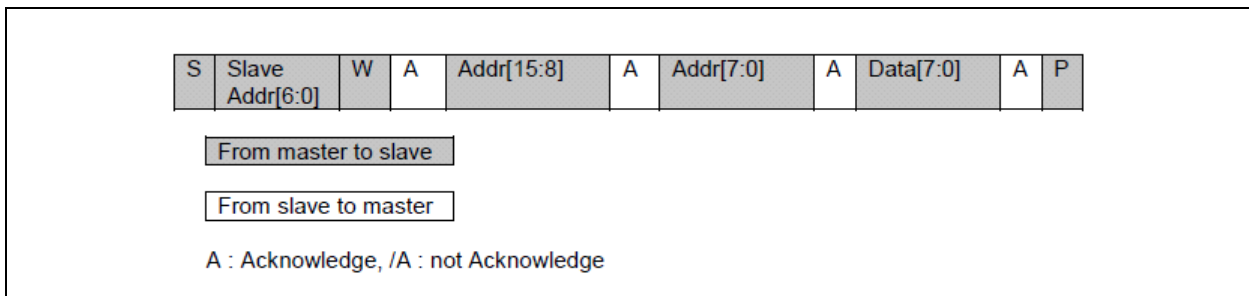 S Slave W A Addr[15:8] A Addr[7:0] A Data[7:0] A P
Addr[6:0]
From master to slave
From slave to master
A : Acknowledge, /A : not Acknowledge